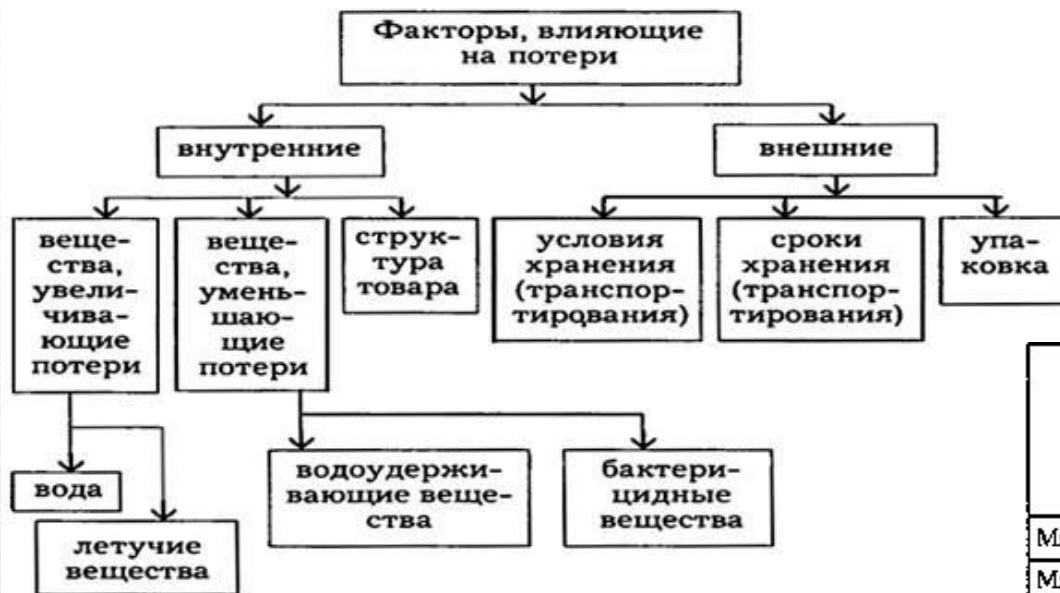 Факторы, влияющие
на потери
внутренние
внешние
веще-
ства,
увели-
чива-
ющие
потери
веще-
ства,
умень-
шаю-
щие
потери
струк-
тура
товара
условия
хранения
(транспор-
тирования)
сроки
хранения
(транспор-
тирования)
упа-
ковка
вода
летучие
вещества
водоудержи-
вающие веще-
ства
бактери-
цидные
вещества